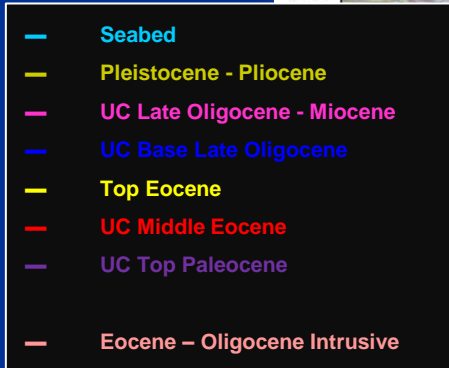 Seabed
Pleistocene - Pliocene
UC Late Oligocene - Miocene
UC Base Late Oligocene
Top Eocene
UC Middle Eocene
UC Top Paleocene
Eocene – Oligocene Intrusive